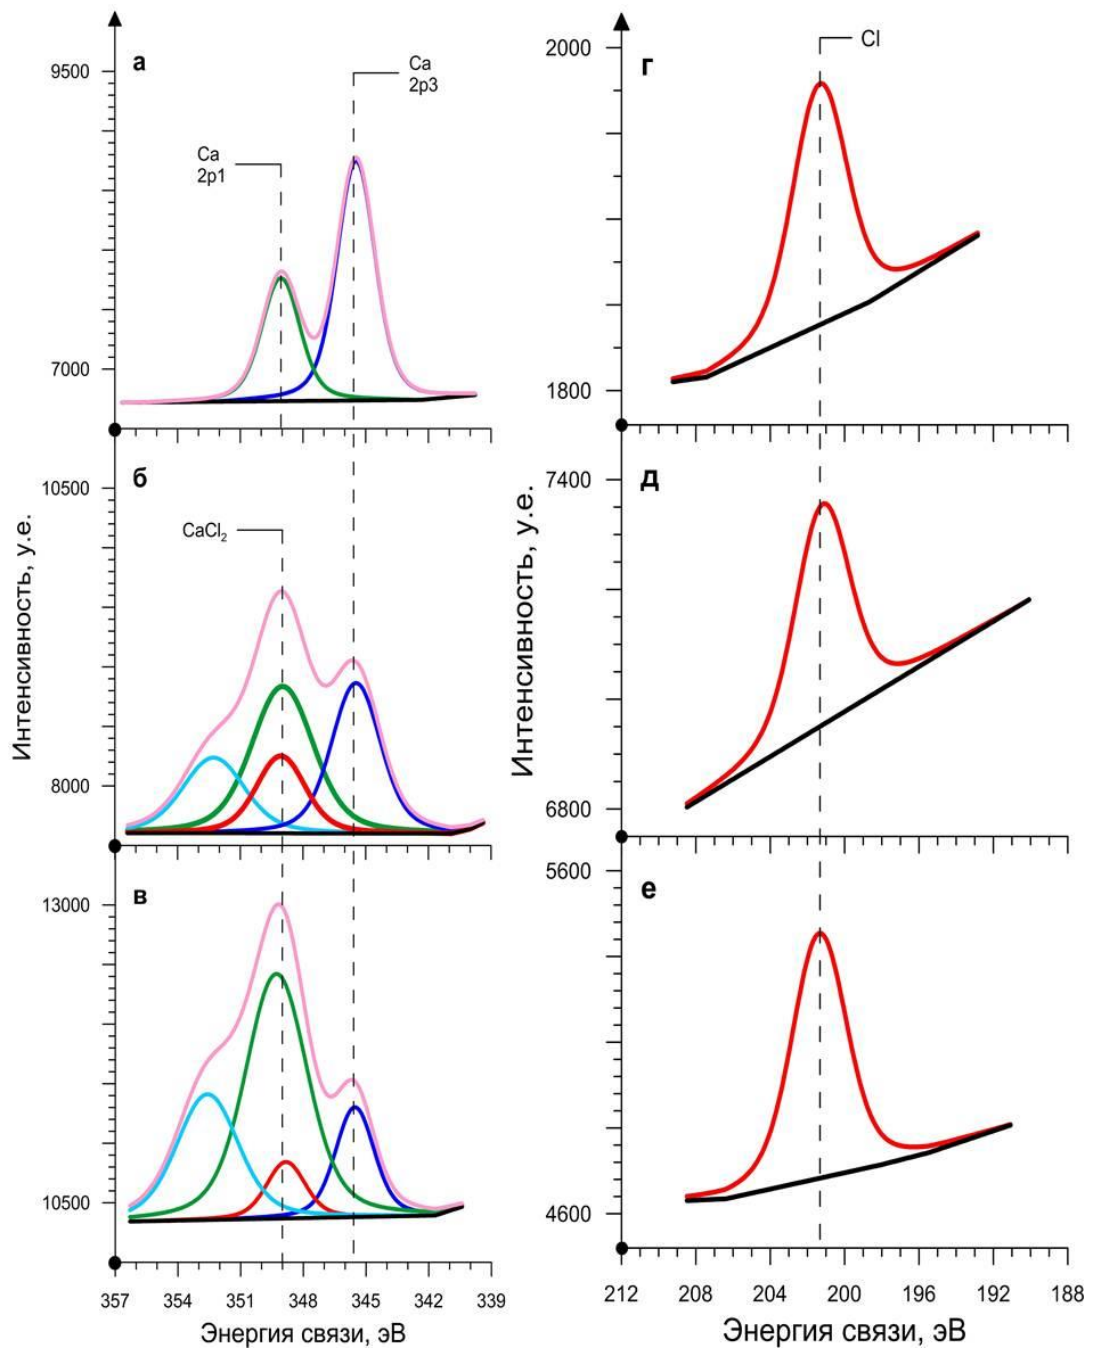 а
Ca
2p3
Ca
2p1
9500
7000
б
CaCl₂
10500
8000
в
13000
10500
Интенсивность, у.е.
357 354 351 348 345 342 339
Энергия связи, эВ
г
Cl
2000
1800
д
7400
6800
е
5600
4600
Интенсивность, у.е.
212 208 204 200 196 192 188
Энергия связи, эВ